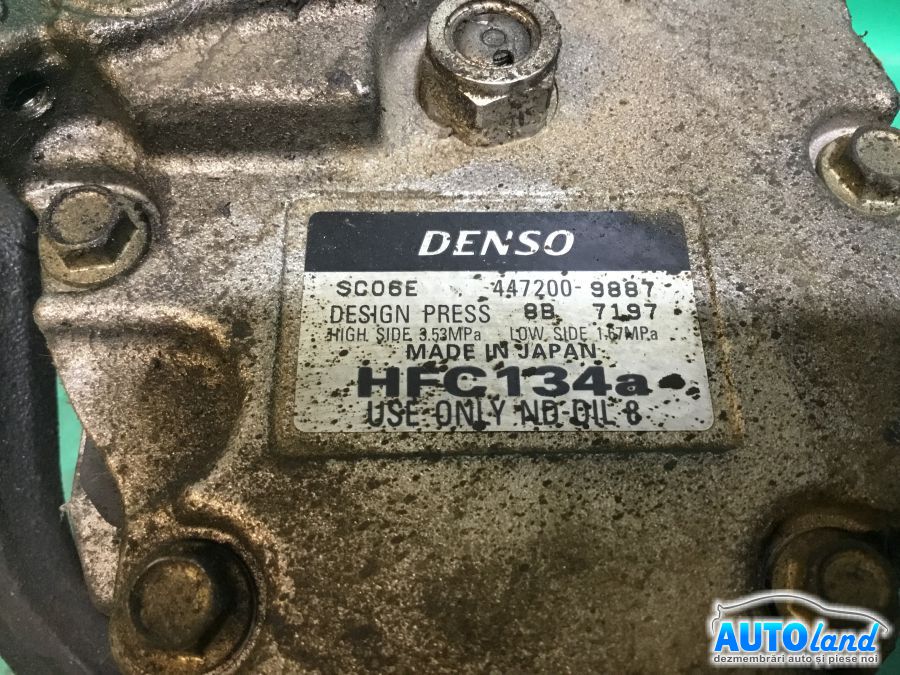 DENSO
SC06E 447200-9887
DESIGN PRESS 8B 7197
HIGH SIDE 3.53MPa LOW SIDE 1.67MPa
MADE IN JAPAN
HFC134a
USE ONLY ND-OIL 8
AUTOland
dezmembrări auto și piese noi